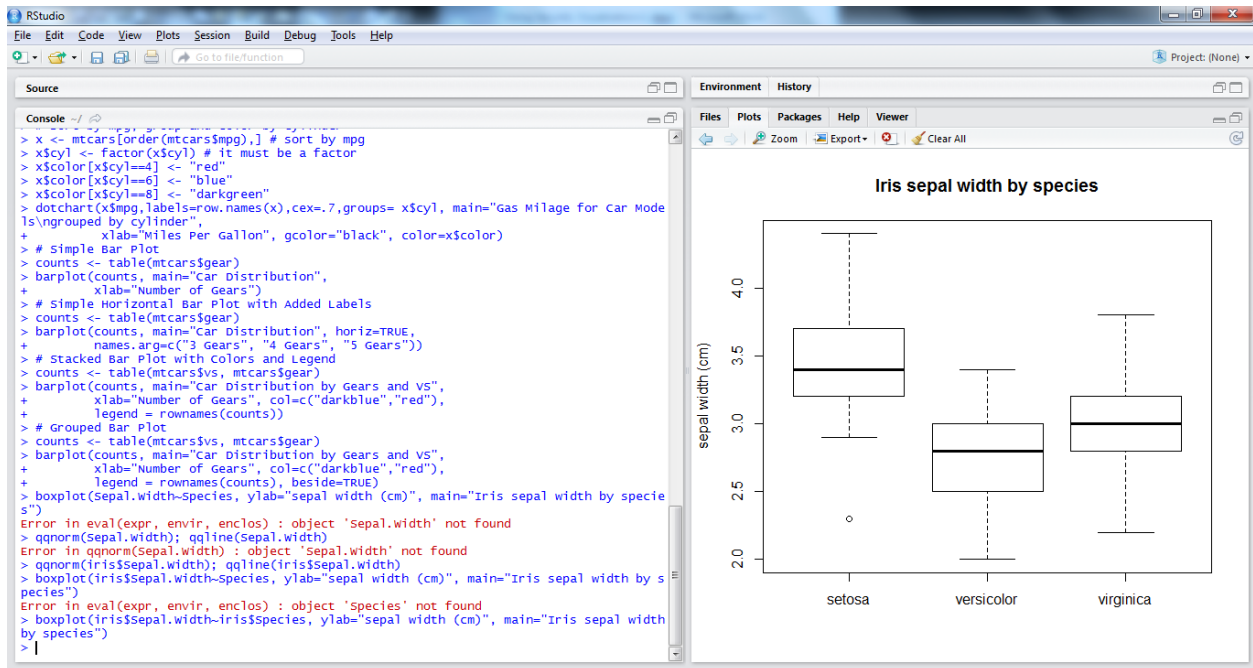 RStudio
File Edit Code View Plots Session Build Debug Tools Help
Go to file/function
Project: (None)
Source
Console ~/
> # sort by mpg, group and color by cylinder
> x <- mtcars[order(mtcars$mpg),] # sort by mpg
> x$cyl <- factor(x$cyl) # it must be a factor
> x$color[x$cyl==4] <- "red"
> x$color[x$cyl==6] <- "blue"
> x$color[x$cyl==8] <- "darkgreen"
> dotchart(x$mpg,labels=row.names(x),cex=.7,groups= x$cyl, main="Gas Milage for Car Mode
ls\ngrouped by cylinder",
+ xlab="Miles Per Gallon", gcolor="black", color=x$color)
> # Simple Bar Plot
> counts <- table(mtcars$gear)
> barplot(counts, main="Car Distribution",
+ xlab="Number of Gears")
> # Simple Horizontal Bar Plot with Added Labels
> counts <- table(mtcars$gear)
> barplot(counts, main="Car Distribution", horiz=TRUE,
+ names.arg=c("3 Gears", "4 Gears", "5 Gears"))
> # Stacked Bar Plot with Colors and Legend
> counts <- table(mtcars$vs, mtcars$gear)
> barplot(counts, main="Car Distribution by Gears and VS",
+ xlab="Number of Gears", col=c("darkblue","red"),
+ legend = rownames(counts))
> # Grouped Bar Plot
> counts <- table(mtcars$vs, mtcars$gear)
> barplot(counts, main="Car Distribution by Gears and VS",
+ xlab="Number of Gears", col=c("darkblue","red"),
+ legend = rownames(counts), beside=TRUE)
> boxplot(Sepal.Width~Species, ylab="sepal width (cm)", main="Iris sepal width by specie
s")
Error in eval(expr, envir, enclos) : object 'Sepal.Width' not found
> qqnorm(Sepal.Width); qqline(Sepal.Width)
Error in qqnorm(Sepal.Width) : object 'Sepal.Width' not found
> qqnorm(iris$Sepal.Width); qqline(iris$Sepal.Width)
> boxplot(iris$Sepal.Width~Species, ylab="sepal width (cm)", main="Iris sepal width by s
pecies")
Error in eval(expr, envir, enclos) : object 'Species' not found
> boxplot(iris$Sepal.Width~iris$Species, ylab="sepal width (cm)", main="Iris sepal width
by species")
>
Environment History
Files Plots Packages Help Viewer
Zoom Export Clear All
Iris sepal width by species
sepal width (cm)
4.0
3.5
3.0
2.5
2.0
setosa versicolor virginica